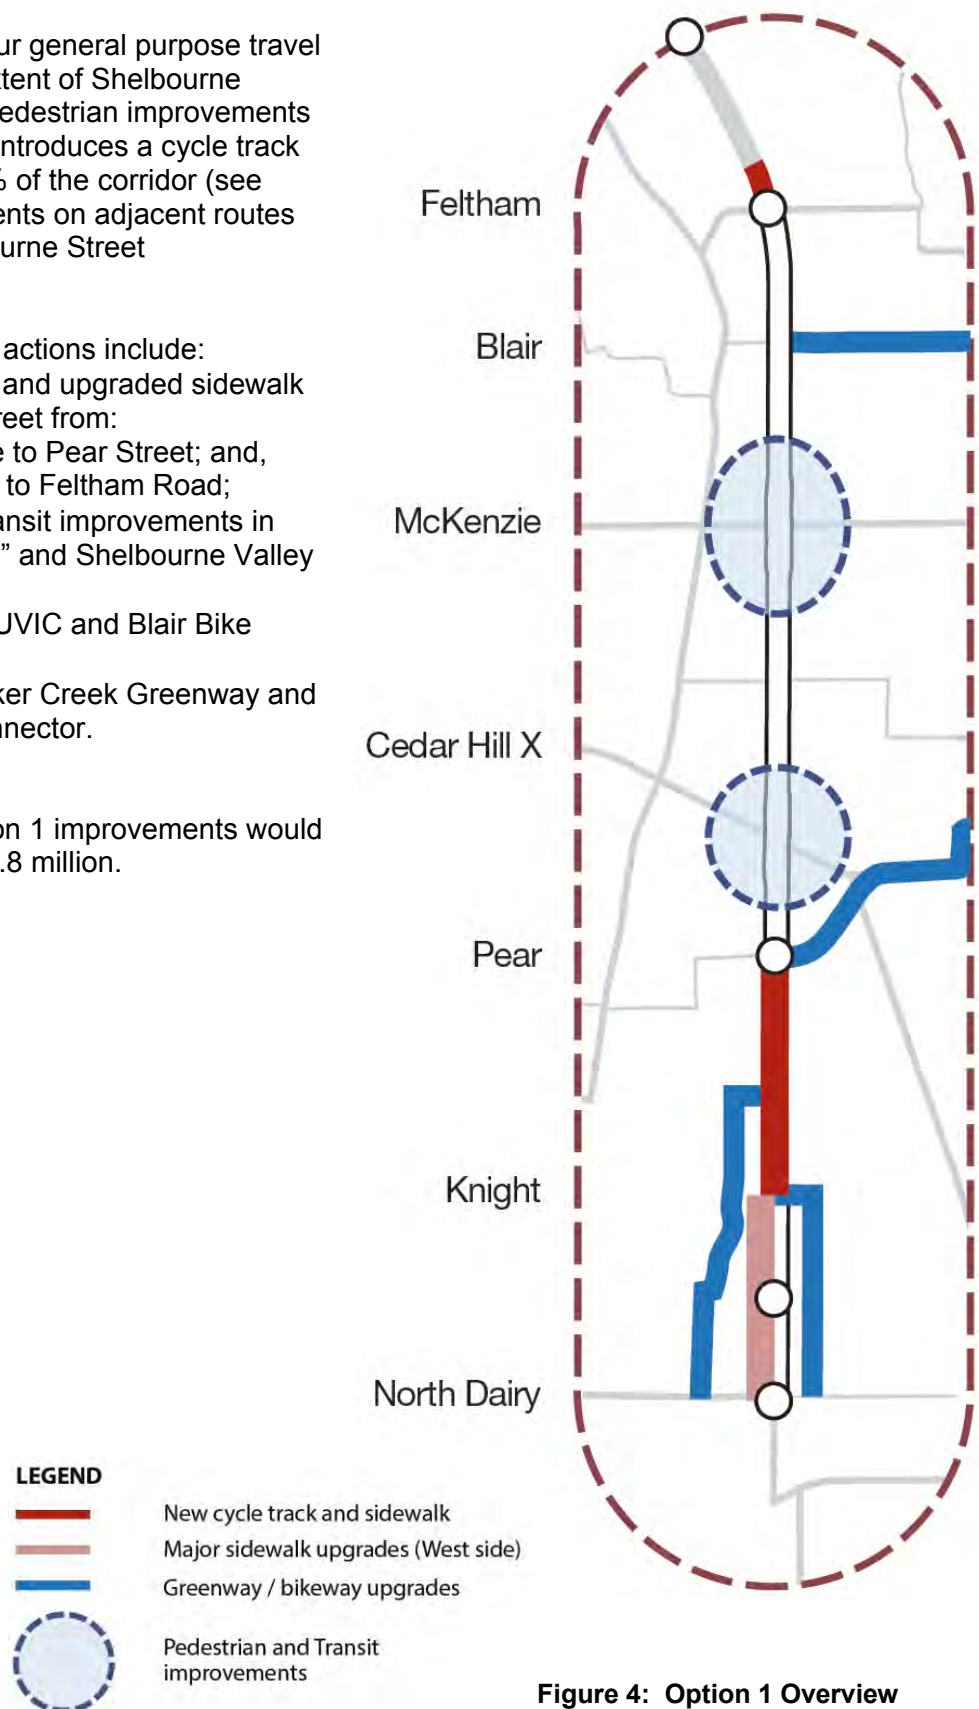 ur general purpose travel
xtent of Shelbourne
edestrian improvements
ntroduces a cycle track
% of the corridor (see
ents on adjacent routes
ourne Street
actions include:
and upgraded sidewalk
reet from:
e to Pear Street; and,
to Feltham Road;
ansit improvements in
” and Shelbourne Valley
UVIC and Blair Bike
ker Creek Greenway and
nnector.
on 1 improvements would
.8 million.
Feltham
Blair
McKenzie
Cedar Hill X
Pear
Knight
North Dairy
LEGEND
New cycle track and sidewalk
Major sidewalk upgrades (West side)
Greenway / bikeway upgrades
Pedestrian and Transit
improvements
Figure 4: Option 1 Overview